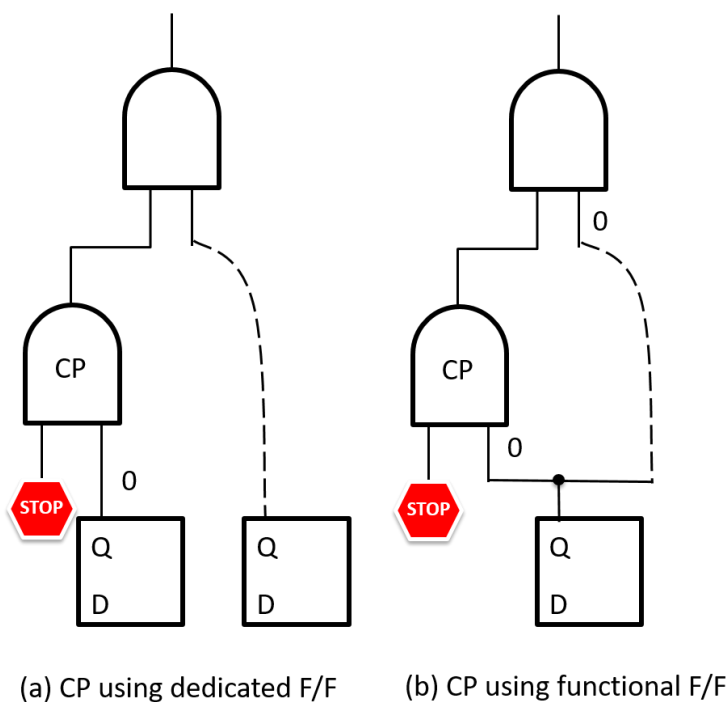 0
CP
CP
0
0
STOP
STOP
Q
Q
Q
D
D
D
(a) CP using dedicated F/F
(b) CP using functional F/F